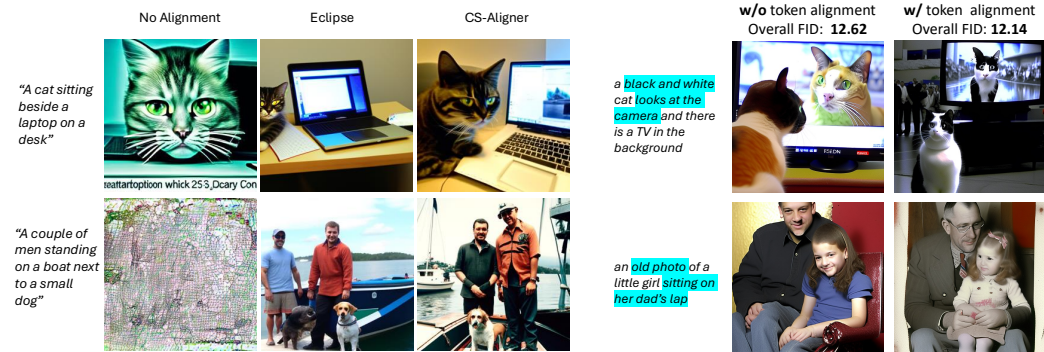 No Alignment
Eclipse
CS-Aligner
“A cat sitting
beside a
laptop on a
desk”
“A couple of
men standing
on a boat next
to a small
dog”
w/o token alignment
Overall FID: 12.62
w/ token alignment
Overall FID: 12.14
a black and white
cat looks at the
camera and there
is a TV in the
background
an old photo of a
little girl sitting on
her dad’s lap